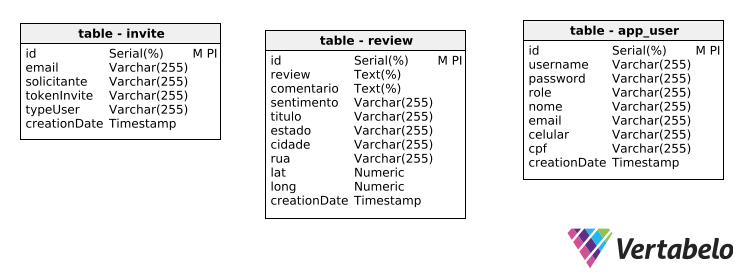 table - invite
id Serial(%) M PI
email Varchar(255)
solicitante Varchar(255)
tokenInvite Varchar(255)
typeUser Varchar(255)
creationDate Timestamp
table - review
id Serial(%) M PI
review Text(%)
comentario Text(%)
sentimento Varchar(255)
titulo Varchar(255)
estado Varchar(255)
cidade Varchar(255)
rua Varchar(255)
lat Numeric
long Numeric
creationDate Timestamp
table - app_user
id Serial(%) M PI
username Varchar(255)
password Varchar(255)
role Varchar(255)
nome Varchar(255)
email Varchar(255)
celular Varchar(255)
cpf Varchar(255)
creationDate Timestamp
Vertabelo